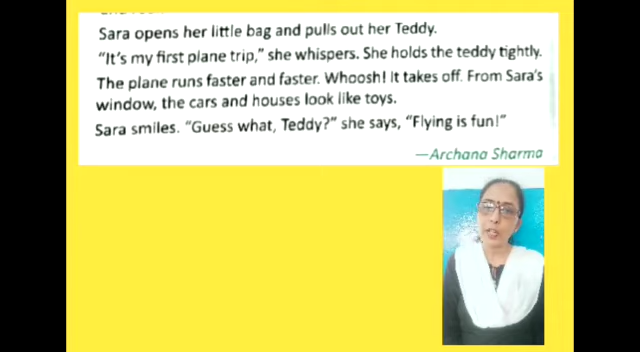 Sara opens her little bag and pulls out her Teddy.
“It's my first plane trip,” she whispers. She holds the teddy tightly.
The plane runs faster and faster. Whoosh! It takes off. From Sara's
window, the cars and houses look like toys.
Sara smiles. “Guess what, Teddy?” she says, “Flying is fun!”
—Archana Sharma